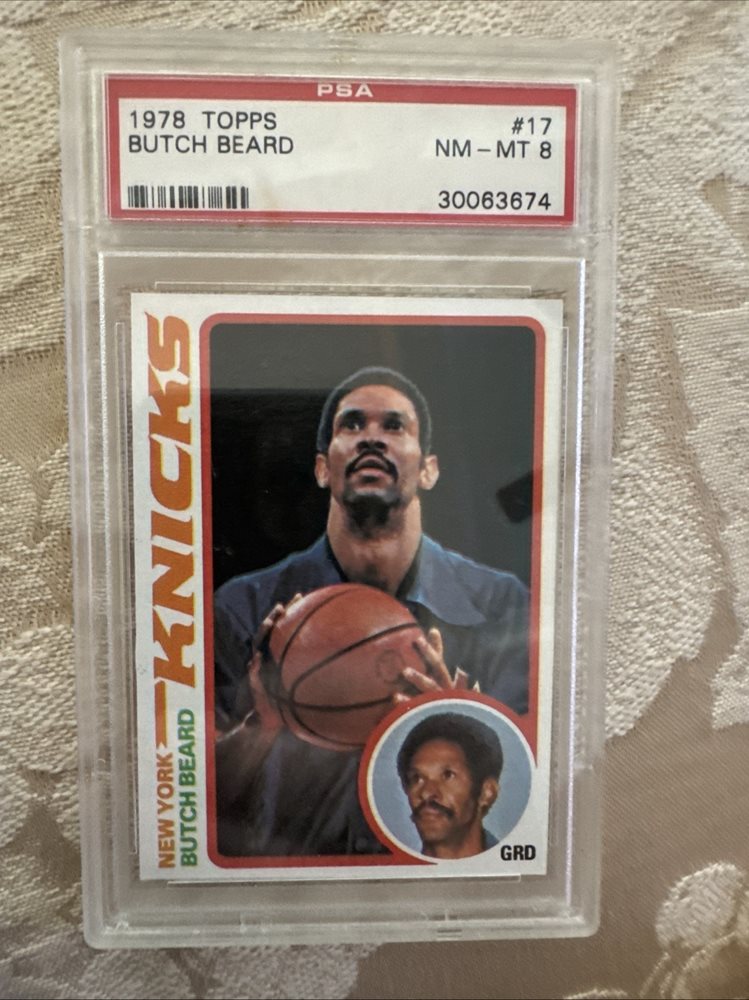 PSA
1978 TOPPS #17
BUTCH BEARD NM - MT 8
30063674
NEW YORK KNICKS
BUTCH BEARD
GRD